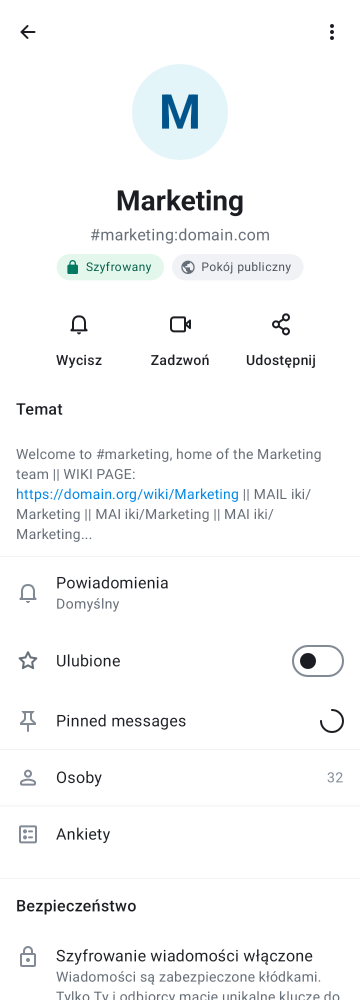 M
Marketing
#marketing:domain.com
Szyfrowany
Pokój publiczny
Wycisz
Zadzwoń
Udostępnij
Temat
Welcome to #marketing, home of the Marketing
team || WIKI PAGE:
https://domain.org/wiki/Marketing || MAIL iki/
Marketing || MAI iki/Marketing || MAI iki/
Marketing...
Powiadomienia
Domyślny
Ulubione
Pinned messages
Osoby
32
Ankiety
Bezpieczeństwo
Szyfrowanie wiadomości włączone
Wiadomości są zabezpieczone kłódkami.
Tylko Ty i odbiorcy macie unikalne klucze do